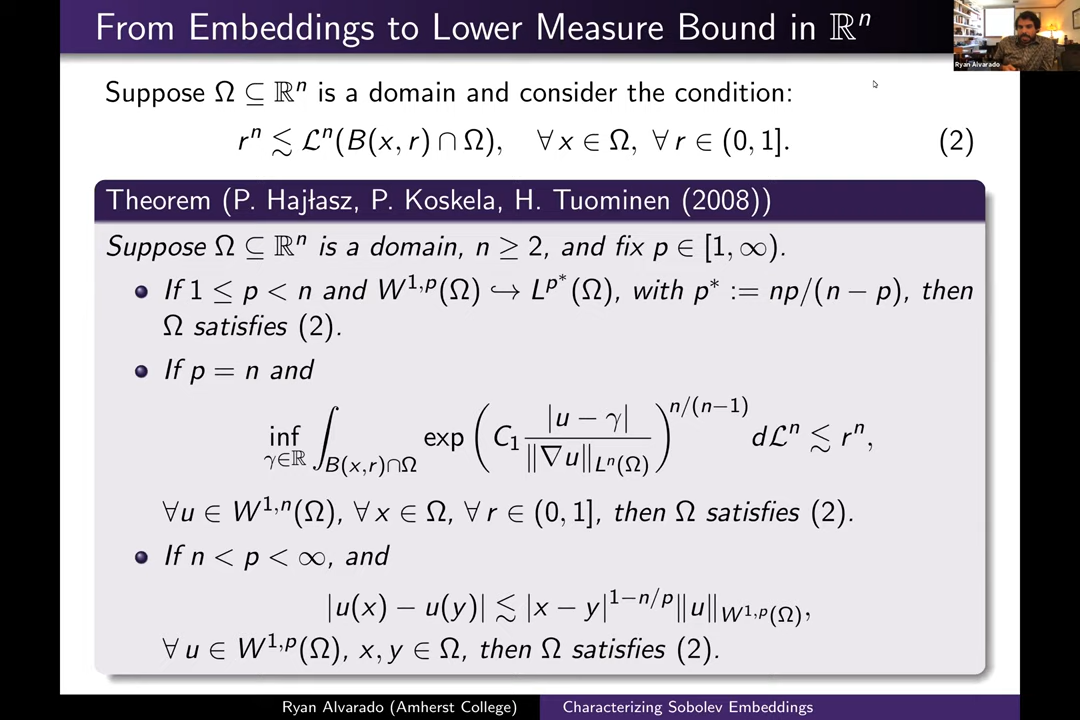 From Embeddings to Lower Measure Bound in ℝⁿ
Ryan Alvarado
Suppose Ω ⊆ ℝⁿ is a domain and consider the condition:
rⁿ ≲ ℒⁿ(B(x, r) ∩ Ω), ∀ x ∈ Ω, ∀ r ∈ (0, 1]. (2)
Theorem (P. Hajłasz, P. Koskela, H. Tuominen (2008))
Suppose Ω ⊆ ℝⁿ is a domain, n ≥ 2, and fix p ∈ [1, ∞).
If 1 ≤ p < n and W^{1,p}(Ω) ↪ L^{p*}(Ω), with p* := np/(n − p), then
Ω satisfies (2).
If p = n and
inf_{γ∈ℝ} ∫_{B(x,r)∩Ω} exp (C₁ |u − γ| / ‖∇u‖_{Lⁿ(Ω)})^{n/(n−1)} dℒⁿ ≲ rⁿ,
∀u ∈ W^{1,n}(Ω), ∀ x ∈ Ω, ∀ r ∈ (0, 1], then Ω satisfies (2).
If n < p < ∞, and
|u(x) − u(y)| ≲ |x − y|^{1−n/p}‖u‖_{W^{1,p}(Ω)},
∀ u ∈ W^{1,p}(Ω), x, y ∈ Ω, then Ω satisfies (2).
Ryan Alvarado (Amherst College) Characterizing Sobolev Embeddings